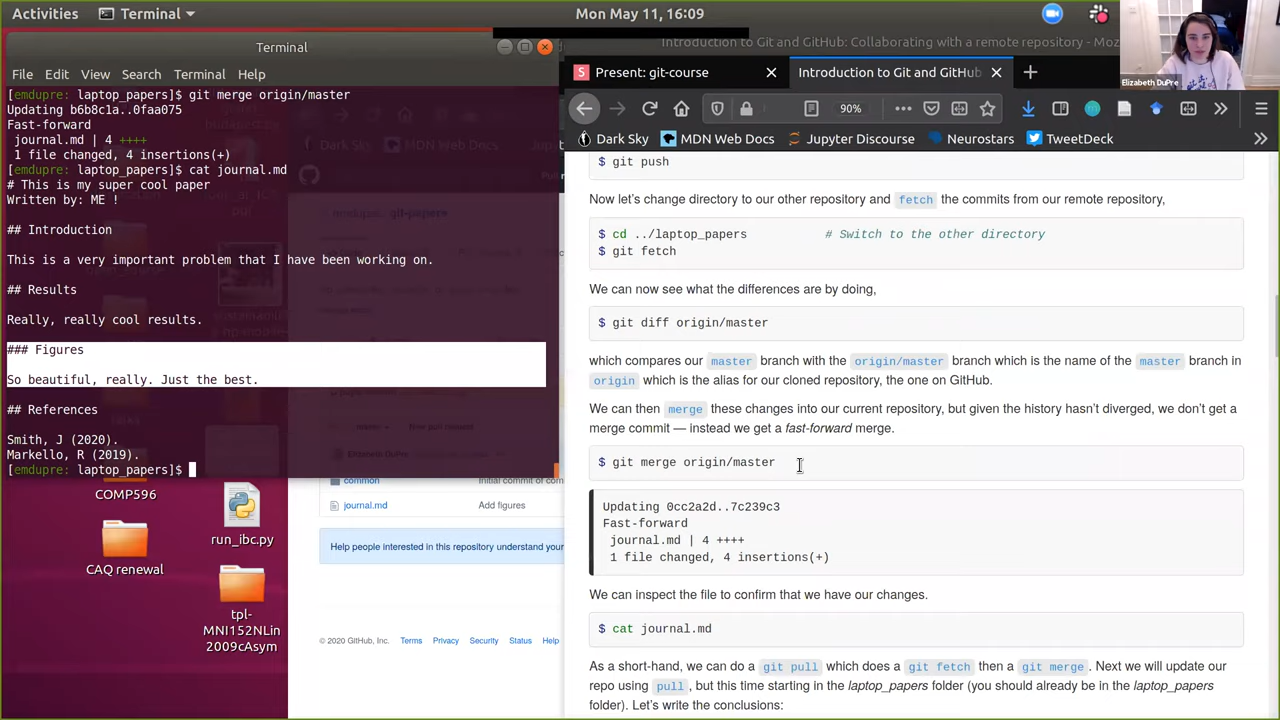 Activities
Terminal
Mon May 11, 16:09
Elizabeth DuPre
Terminal
File Edit View Search Terminal Help
[emdupre: laptop_papers]$ git merge origin/master
Updating b6b8c1a..0faa075
Fast-forward
journal.md | 4 ++++
1 file changed, 4 insertions(+)
[emdupre: laptop_papers]$ cat journal.md
# This is my super cool paper
Written by: ME !
## Introduction
This is a very important problem that I have been working on.
## Results
Really, really cool results.
### Figures
So beautiful, really. Just the best.
## References
Smith, J (2020).
Markello, R (2019).
[emdupre: laptop_papers]$
COMP596
CAQ renewal
run_ibc.py
tpl-
MNI152NLin
2009cAsym
common
Initial commit of com
journal.md
Add figures
Help people interested in this repository understand your
© 2020 GitHub, Inc. Terms Privacy Security Status Help
Introduction to Git and GitHub: Collaborating with a remote repository - Moz
Present: git-course
Introduction to Git and GitHub
90%
Dark Sky
MDN Web Docs
Jupyter Discourse
Neurostars
TweetDeck
$ git push
Now let’s change directory to our other repository and fetch the commits from our remote repository,
$ cd ../laptop_papers # Switch to the other directory
$ git fetch
We can now see what the differences are by doing,
$ git diff origin/master
which compares our master branch with the origin/master branch which is the name of the master branch in
origin which is the alias for our cloned repository, the one on GitHub.
We can then merge these changes into our current repository, but given the history hasn’t diverged, we don’t get a
merge commit — instead we get a fast-forward merge.
$ git merge origin/master
Updating 0cc2a2d..7c239c3
Fast-forward
journal.md | 4 ++++
1 file changed, 4 insertions(+)
We can inspect the file to confirm that we have our changes.
$ cat journal.md
As a short-hand, we can do a git pull which does a git fetch then a git merge. Next we will update our
repo using pull, but this time starting in the laptop_papers folder (you should already be in the laptop_papers
folder). Let’s write the conclusions: